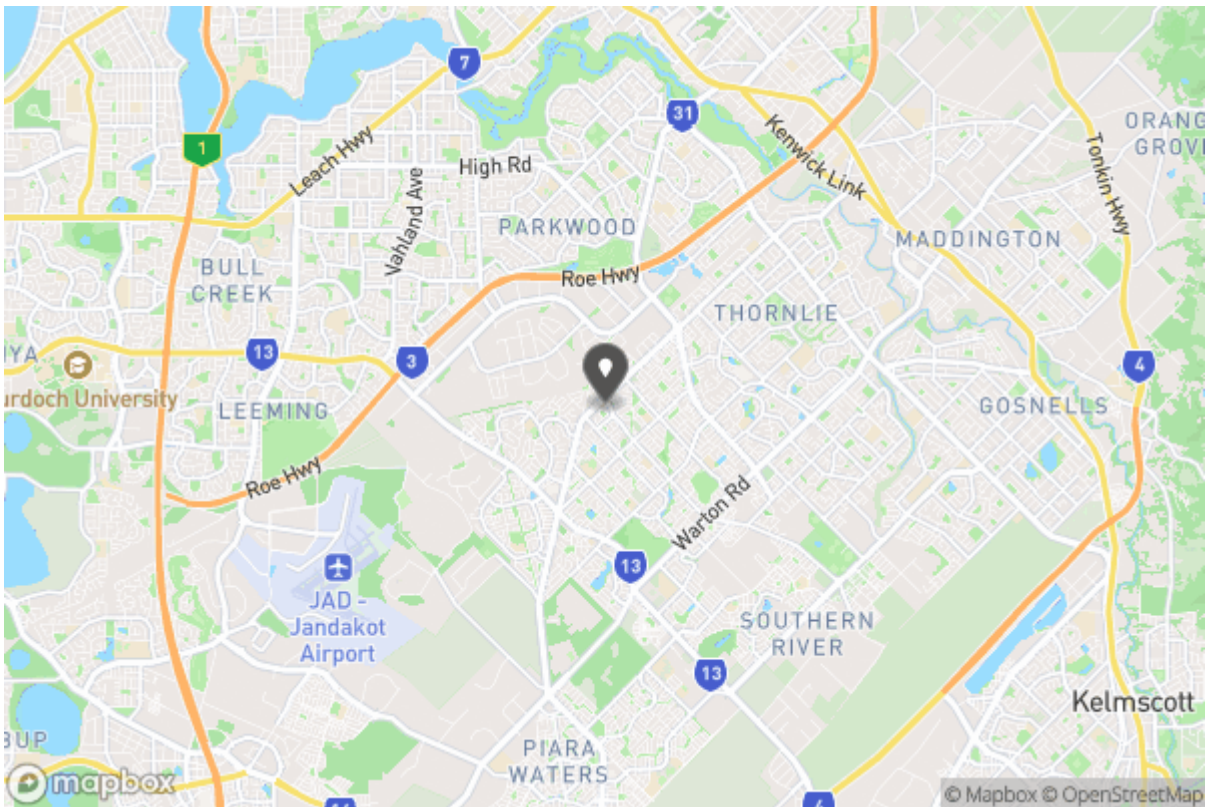 7
31
1
High Rd
Leach Hwy
Kenwick Link
Tonkin Hwy
ORANG
GROVE
Vahland Ave
PARKWOOD
MADDINGTON
BULL
CREEK
Roe Hwy
THORNLIE
13
3
4
YA
urdoch University
LEEMING
GOSNELLS
Roe Hwy
Warton Rd
13
JAD -
Jandakot
Airport
SOUTHERN
RIVER
13
Kelmscott
BUP
PIARA
WATERS
mapbox
© Mapbox © OpenStreetMap